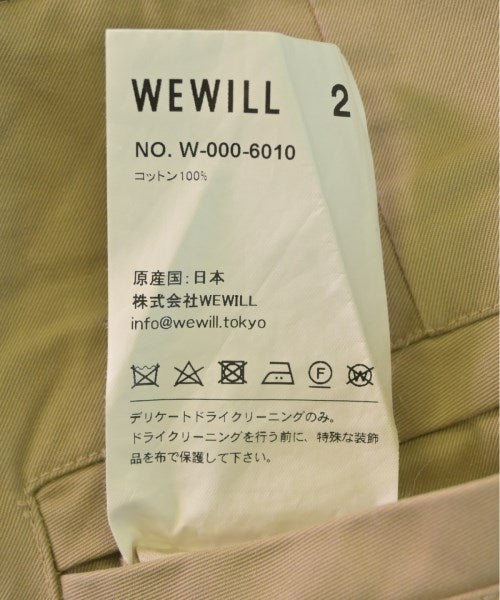 WEWILL 2
NO. W-000-6010
コットン100%
原産国:日本
株式会社WEWILL
info@wewill.tokyo
F W
デリケートドライクリーニングのみ。
ドライクリーニングを行う前に、特殊な装飾
品を布で保護して下さい。